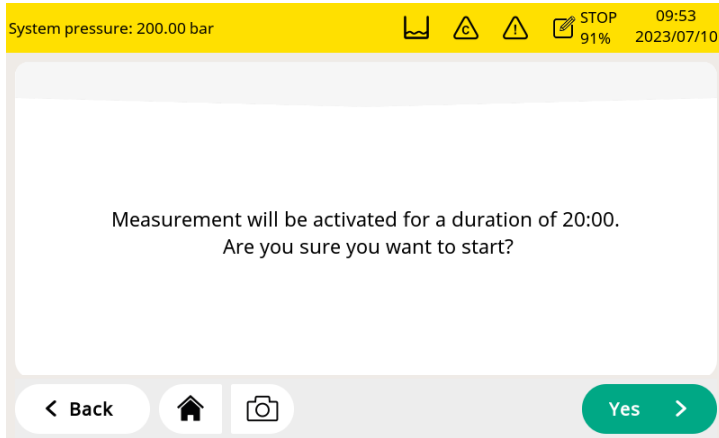 System pressure: 200.00 bar
C
!
STOP
91%
09:53
2023/07/10
Measurement will be activated for a duration of 20:00.
Are you sure you want to start?
Back
Yes